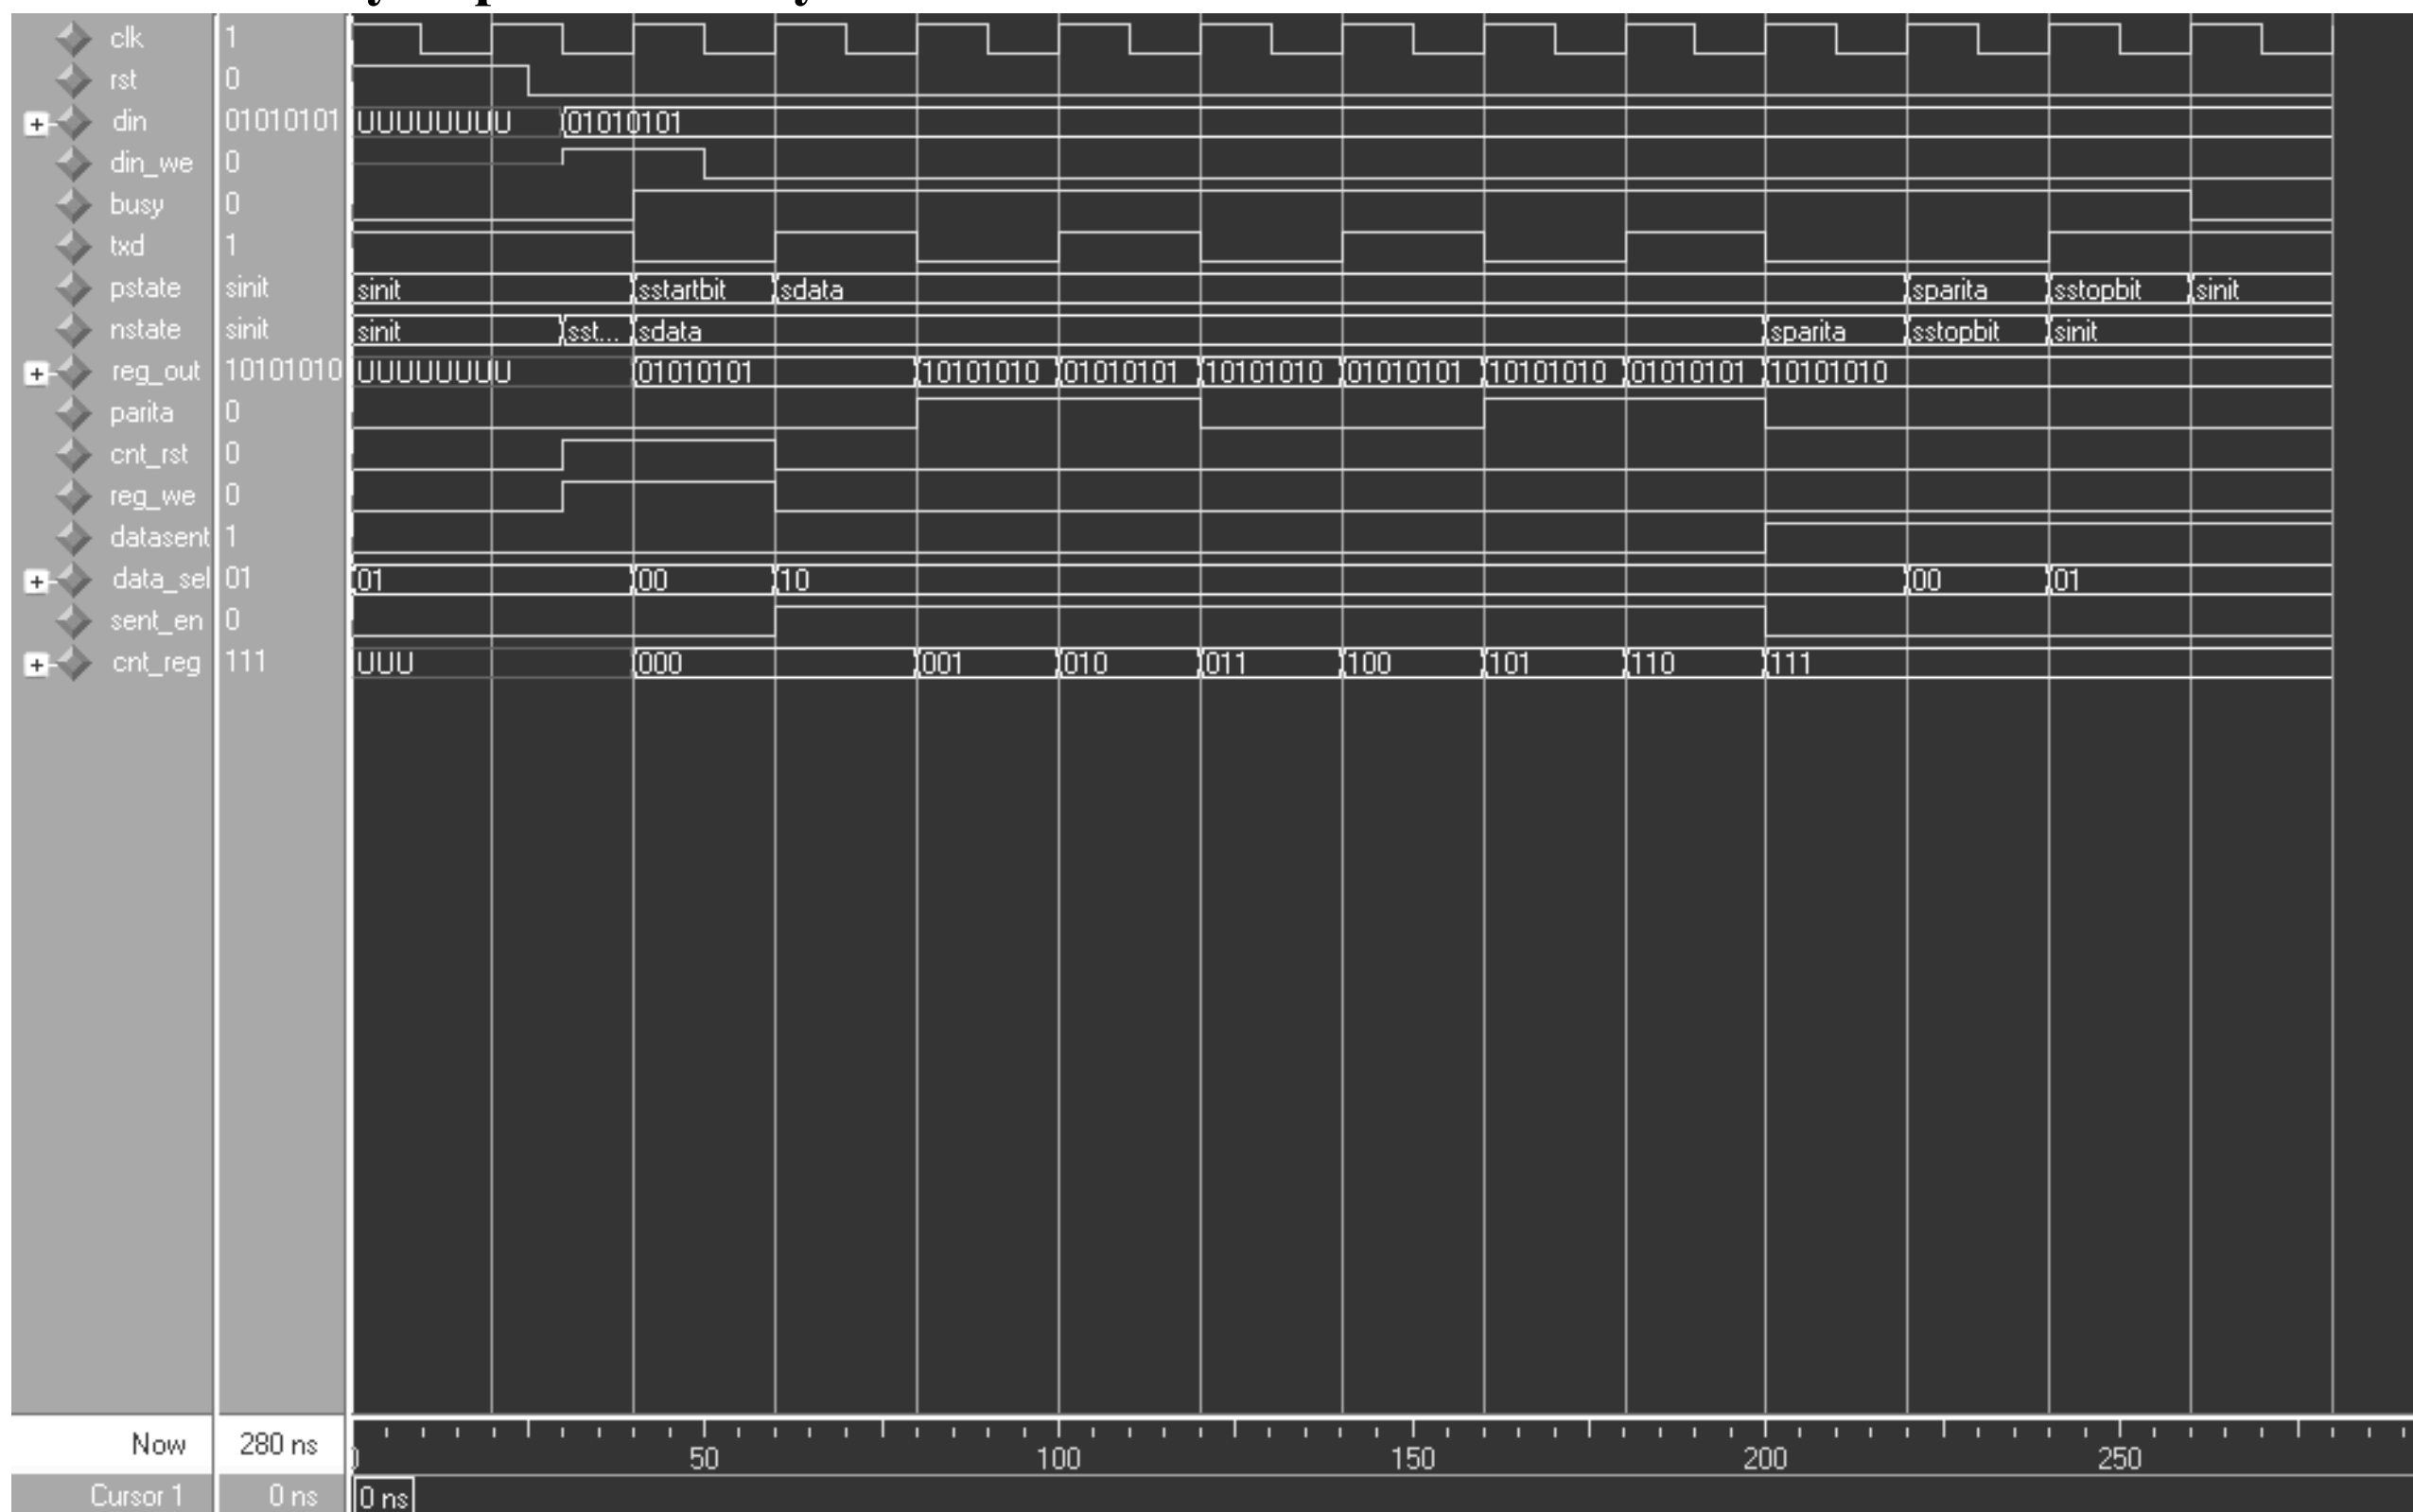 clk 1
rst 0
din 01010101 UUUUUUUU 01010101
din_we 0
busy 0
txd 1
pstate sinit sinit sstartbit sdata sparita sstopbit sinit
nstate sinit sinit sst... sdata sparita sstopbit sinit
reg_out 10101010 UUUUUUUU 01010101 10101010 01010101 10101010 01010101 10101010 01010101 10101010
parita 0
cnt_rst 0
reg_we 0
datasent 1
data_sel 01 01 00 10 00 01
sent_en 0
cnt_reg 111 UUU 000 001 010 011 100 101 110 111
Now 280 ns 50 100 150 200 250
Cursor 1 0 ns 0 ns